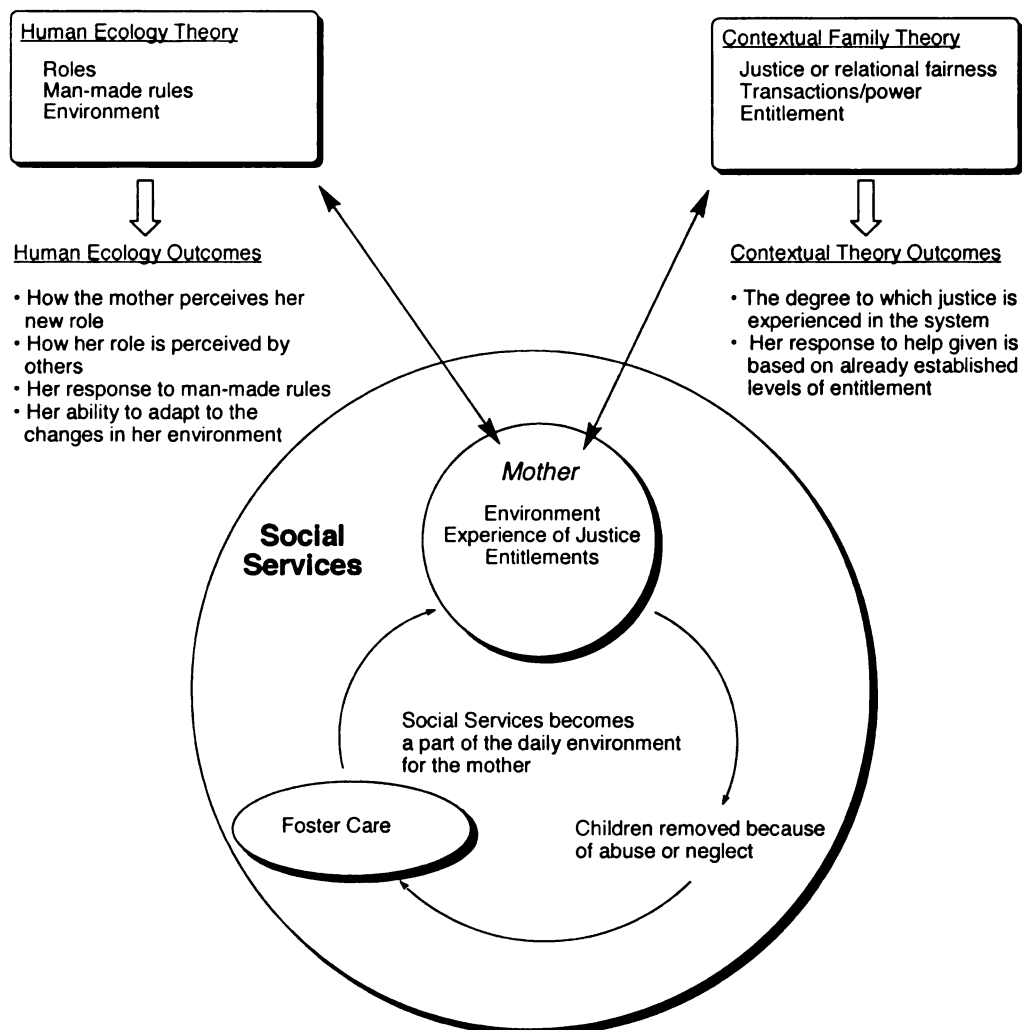 Human Ecology Theory
Roles
Man-made rules
Environment
Contextual Family Theory
Justice or relational fairness
Transactions/power
Entitlement
Human Ecology Outcomes
• How the mother perceives her
new role
• How her role is perceived by
others
• Her response to man-made rules
• Her ability to adapt to the
changes in her environment
Contextual Theory Outcomes
• The degree to which justice is
experienced in the system
• Her response to help given is
based on already established
levels of entitlement
Mother
Environment
Experience of Justice
Entitlements
Social
Services
Social Services becomes
a part of the daily environment
for the mother
Foster Care
Children removed because
of abuse or neglect